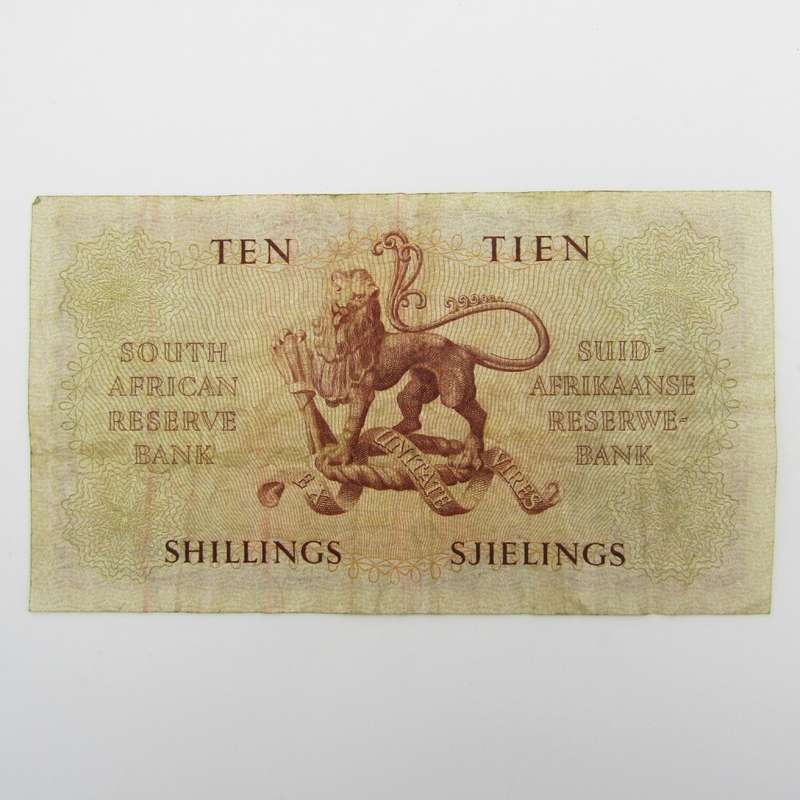 TEN TIEN
SOUTH
AFRICAN
RESERVE
BANK
SUID-
AFRIKAANSE
RESERWE-
BANK
EX UNITATE VIRES
SHILLINGS SJIELINGS